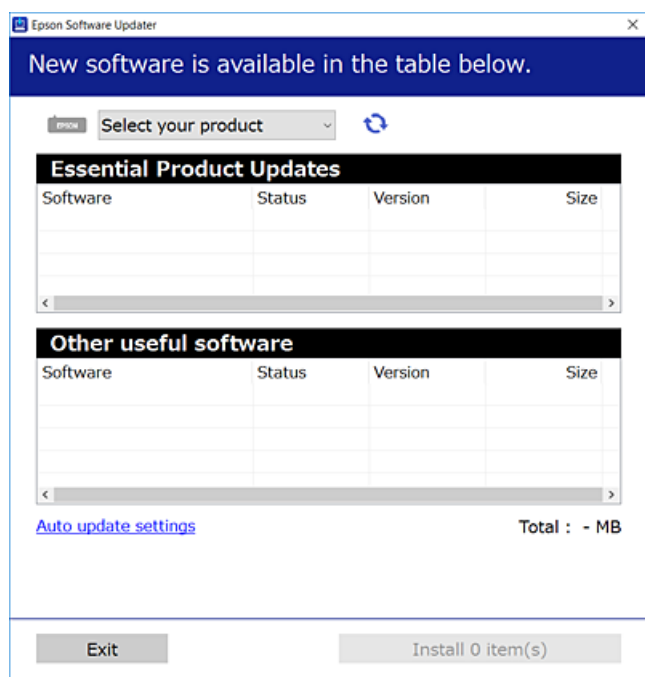 Epson Software Updater
New software is available in the table below.
EPSON Select your product
Essential Product Updates
Software Status Version Size
Other useful software
Software Status Version Size
Auto update settings Total : - MB
Exit Install 0 item(s)